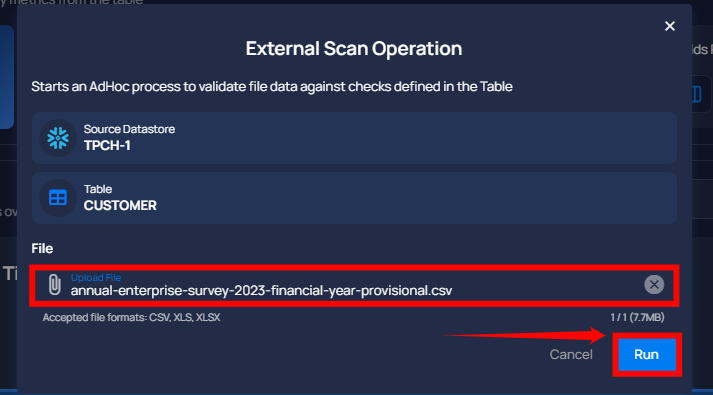 y metrics from the table
External Scan Operation
Starts an AdHoc process to validate file data against checks defined in the Table
Source Datastore
TPCH-1
Table
CUSTOMER
File
Upload File
annual-enterprise-survey-2023-financial-year-provisional.csv
Accepted file formats: CSV, XLS, XLSX
1 / 1 (7.7MB)
Cancel
Run
s ov
Ti